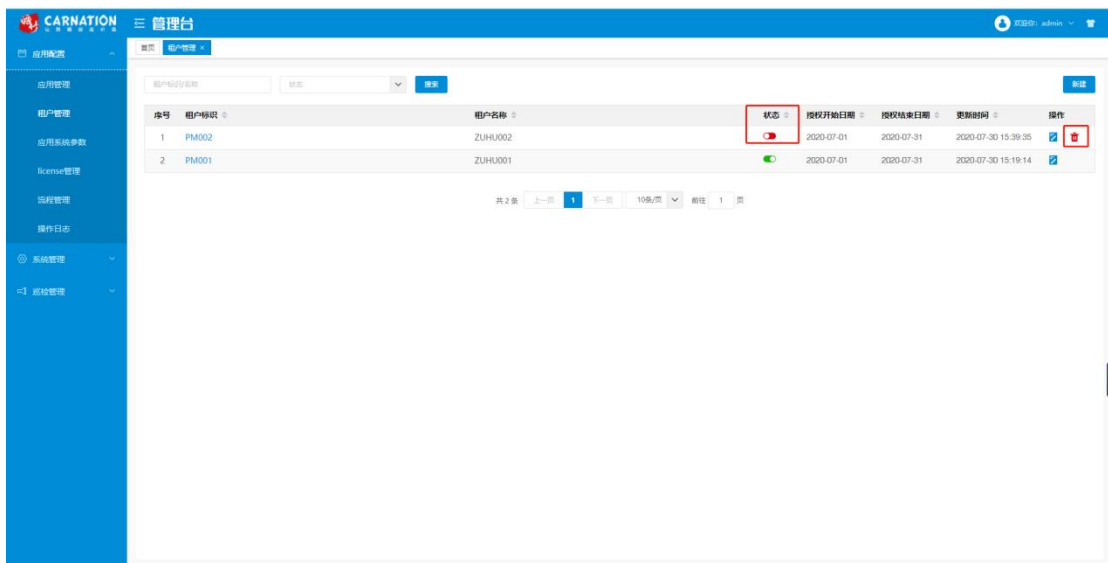 CARNATION
管理台
欢迎你: admin
应用配置
首页
租户管理 ×
应用管理
租户管理
应用系统参数
license管理
流程管理
操作日志
系统管理
巡检管理
租户标识/名称
状态
搜索
新建
序号 租户标识 租户名称 状态 授权开始日期 授权结束日期 更新时间 操作
1 PM002 ZUHU002 2020-07-01 2020-07-31 2020-07-30 15:39:35
2 PM001 ZUHU001 2020-07-01 2020-07-31 2020-07-30 15:19:14
共 2 条 上一页 1 下一页 10条/页 前往 1 页